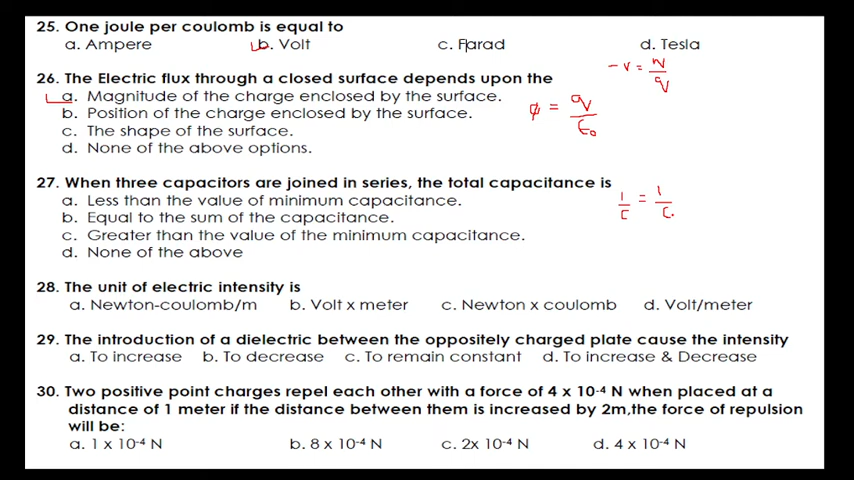 25. One joule per coulomb is equal to
a. Ampere b. Volt c. Farad d. Tesla
- V = W / q
26. The Electric flux through a closed surface depends upon the
a. Magnitude of the charge enclosed by the surface.
b. Position of the charge enclosed by the surface.
c. The shape of the surface.
d. None of the above options.
φ = q / ε₀
27. When three capacitors are joined in series, the total capacitance is
a. Less than the value of minimum capacitance.
b. Equal to the sum of the capacitance.
c. Greater than the value of the minimum capacitance.
d. None of the above
1/C = 1/C
28. The unit of electric intensity is
a. Newton-coulomb/m b. Volt x meter c. Newton x coulomb d. Volt/meter
29. The introduction of a dielectric between the oppositely charged plate cause the intensity
a. To increase b. To decrease c. To remain constant d. To increase & Decrease
30. Two positive point charges repel each other with a force of 4 x 10⁻⁴ N when placed at a
distance of 1 meter if the distance between them is increased by 2m,the force of repulsion
will be:
a. 1 x 10⁻⁴ N b. 8 x 10⁻⁴ N c. 2x 10⁻⁴ N d. 4 x 10⁻⁴ N